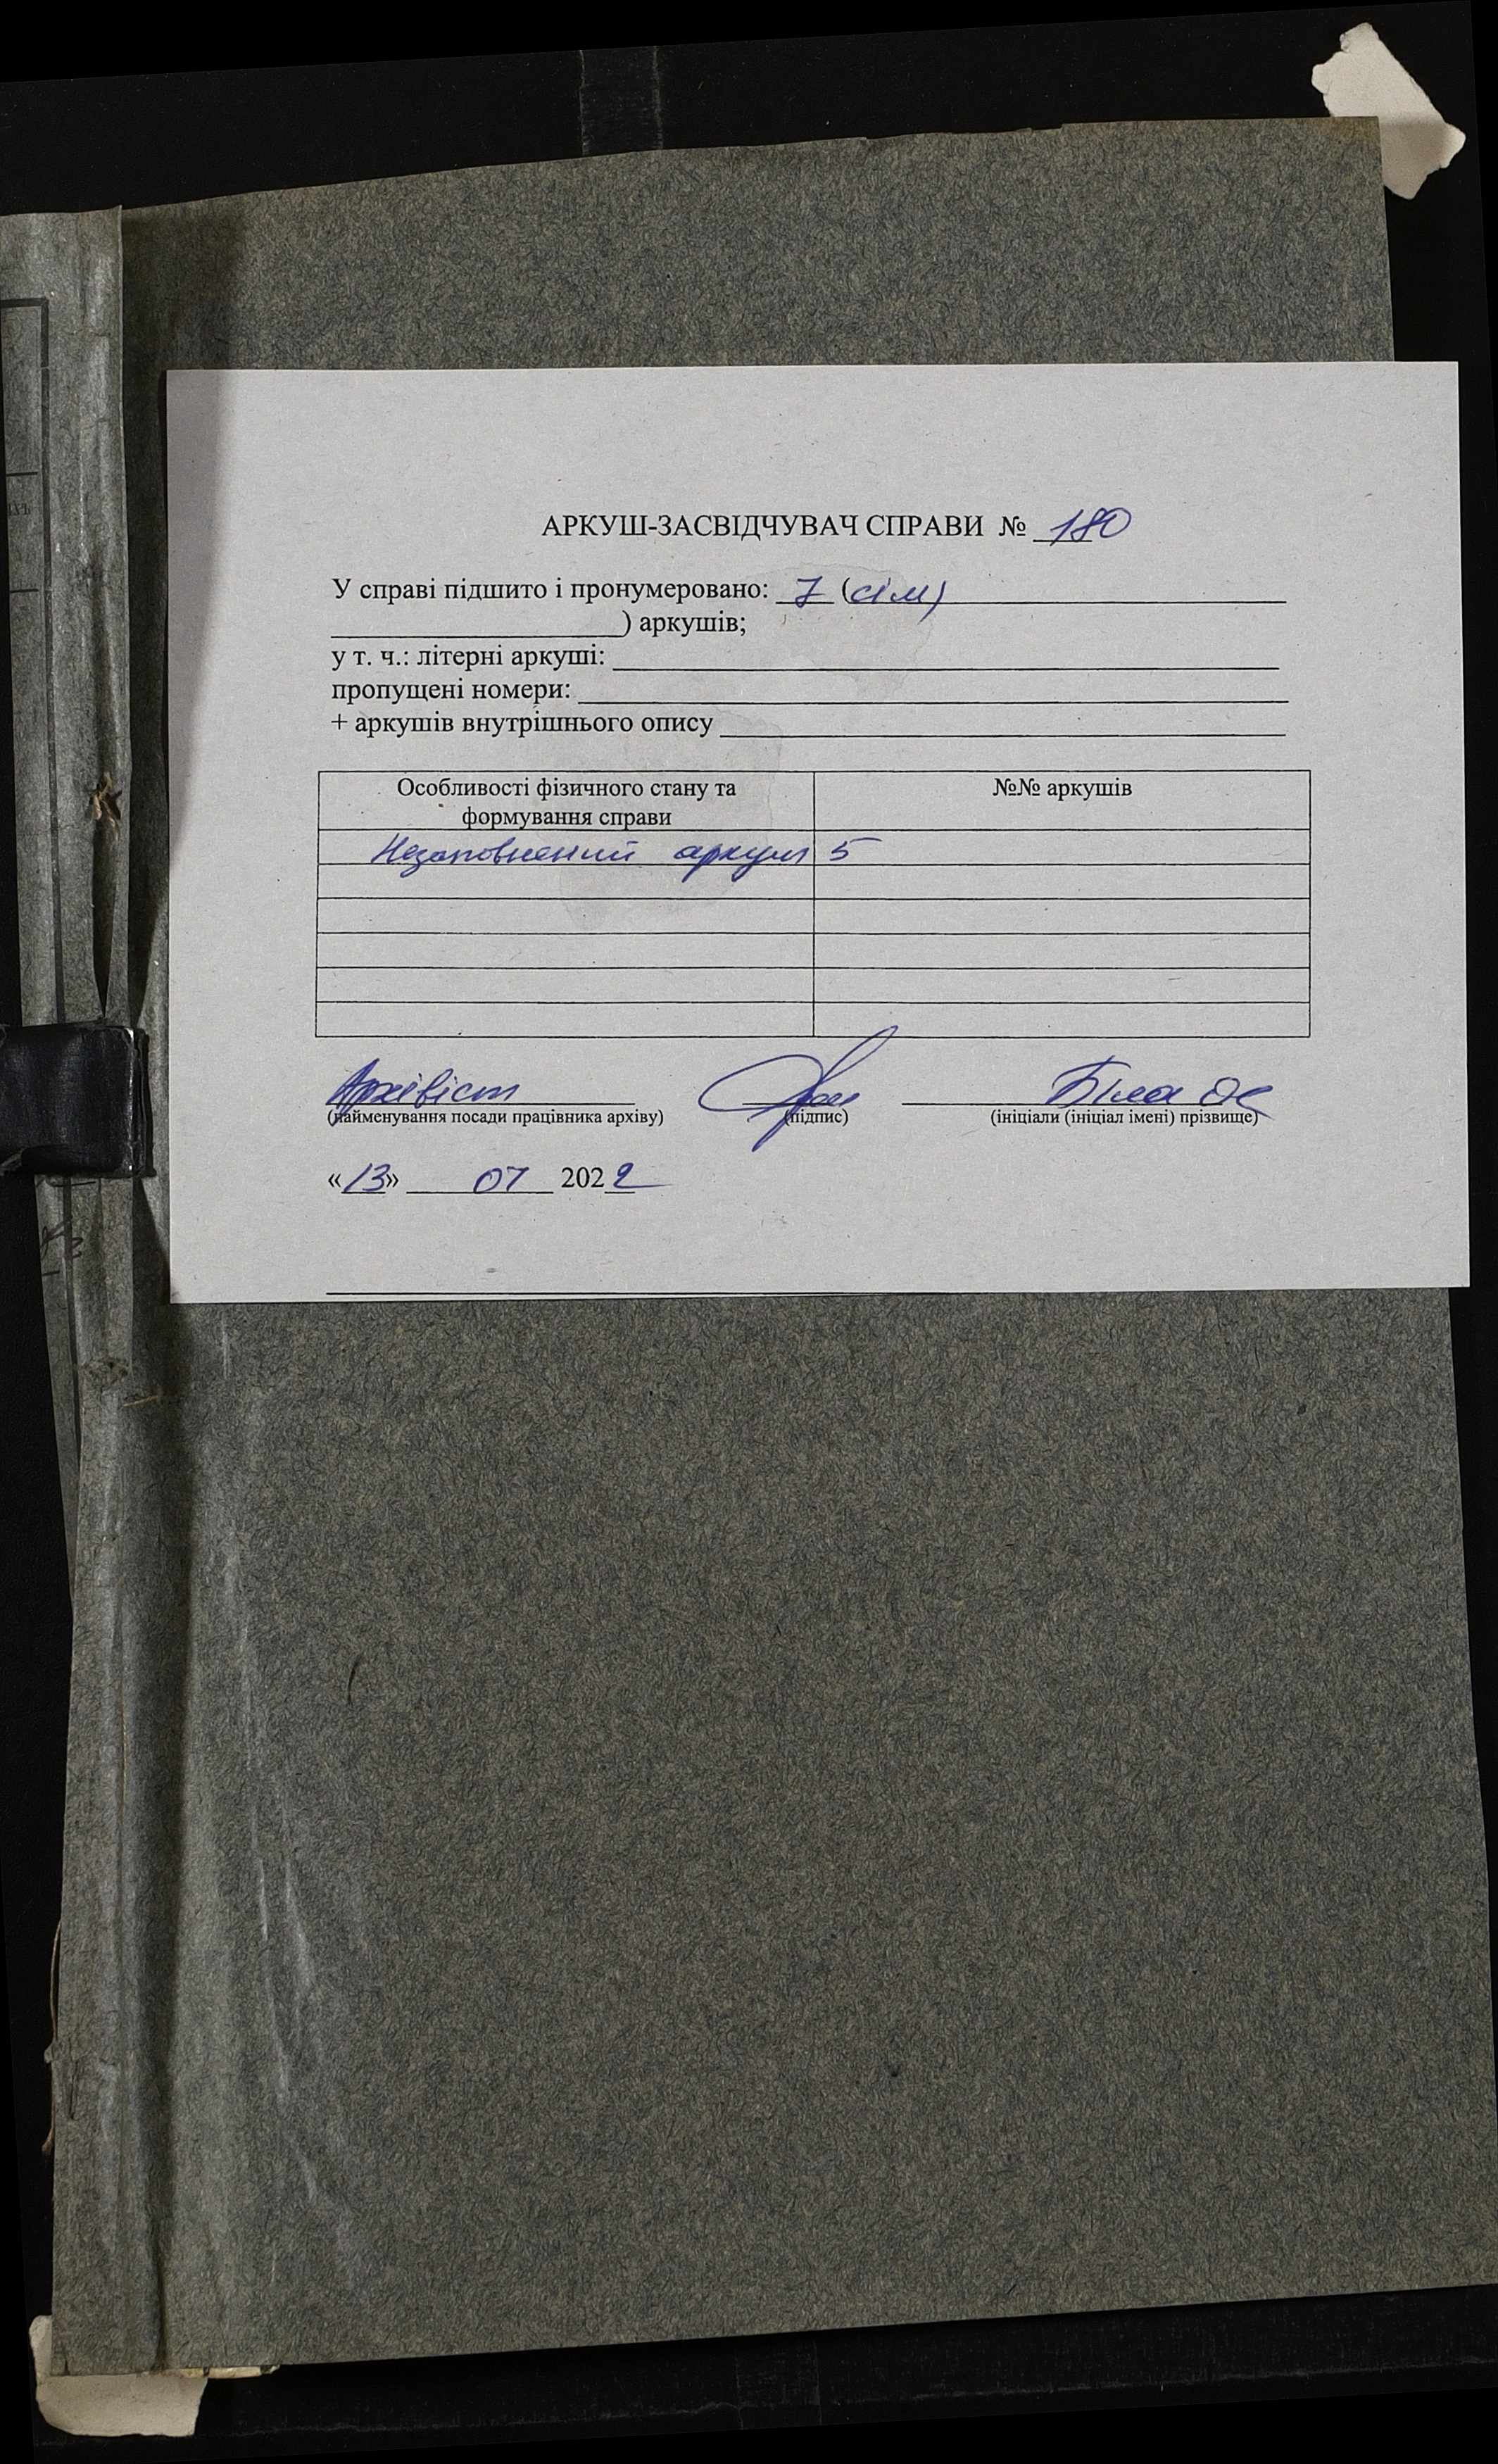 АРКУШ-ЗАСВІДЧУВАЧ СПРАВИ № 180
У справі підшито і пронумеровано: 7 (сім)
) аркушів;
у т. ч.: літерні аркуші:
пропущені номери:
+ аркушів внутрішнього опису
Особливості фізичного стану та формування справи	№№ аркушів
Незаповнений аркуш	5
Архівіст	Біла ОС
(найменування посади працівника архіву)	(підпис)	(ініціали (ініціал імені) прізвище)
«13» 07 2022